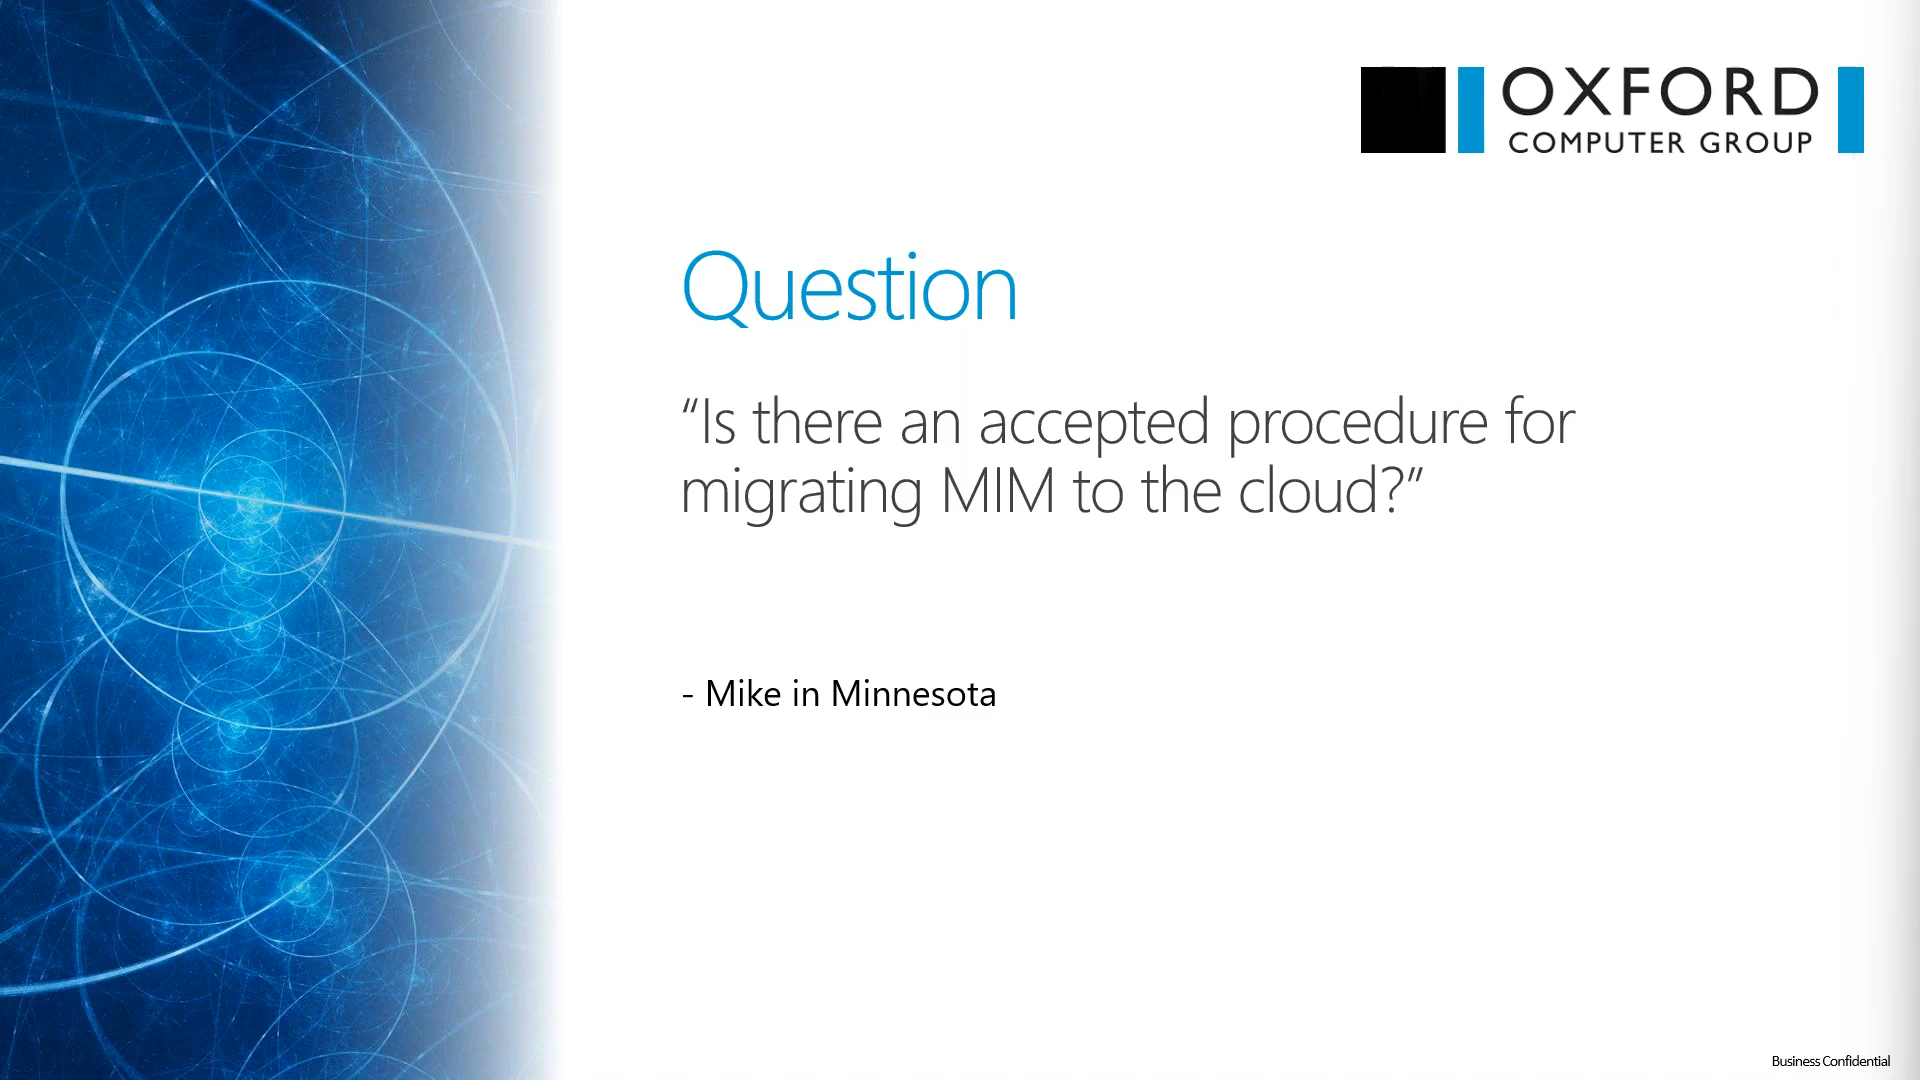 OXFORD
COMPUTER GROUP
Question
“Is there an accepted procedure for
migrating MIM to the cloud?”
- Mike in Minnesota
Business Confidential